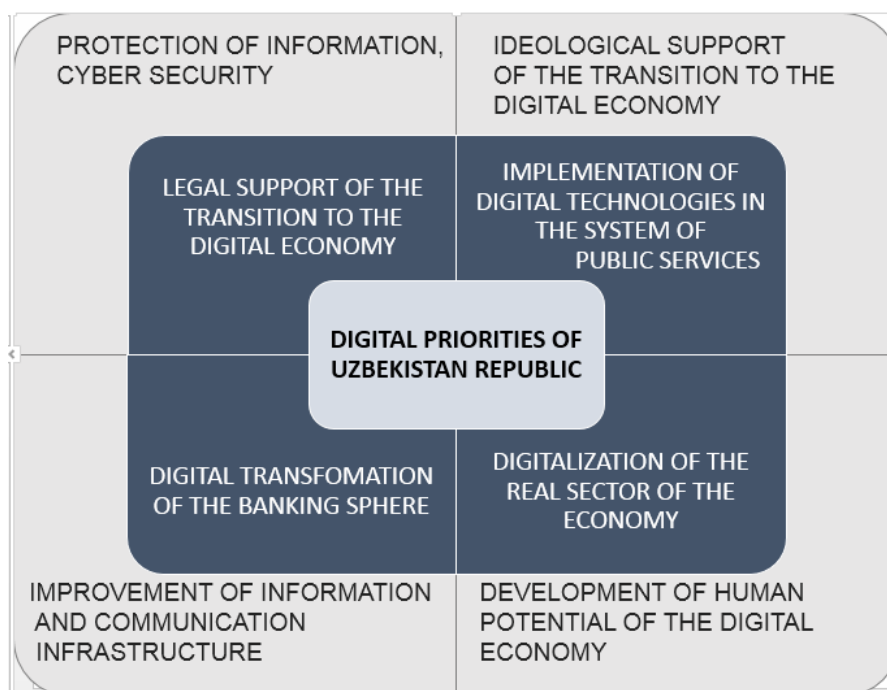 PROTECTION OF INFORMATION,
CYBER SECURITY
IDEOLOGICAL SUPPORT
OF THE TRANSITION TO THE
DIGITAL ECONOMY
LEGAL SUPPORT OF THE
TRANSITION TO THE
DIGITAL ECONOMY
IMPLEMENTATION OF
DIGITAL TECHNOLOGIES IN
THE SYSTEM OF
PUBLIC SERVICES
DIGITAL PRIORITIES OF
UZBEKISTAN REPUBLIC
DIGITAL TRANSFOMATION
OF THE BANKING SPHERE
DIGITALIZATION OF THE
REAL SECTOR OF THE
ECONOMY
IMPROVEMENT OF INFORMATION
AND COMMUNICATION
INFRASTRUCTURE
DEVELOPMENT OF HUMAN
POTENTIAL OF THE DIGITAL
ECONOMY